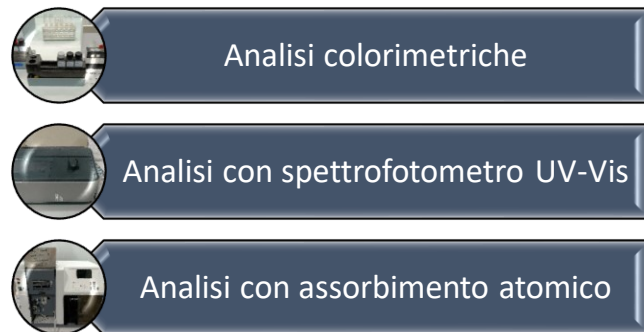 Analisi colorimetriche
Analisi con spettrofotometro UV-Vis
Analisi con assorbimento atomico